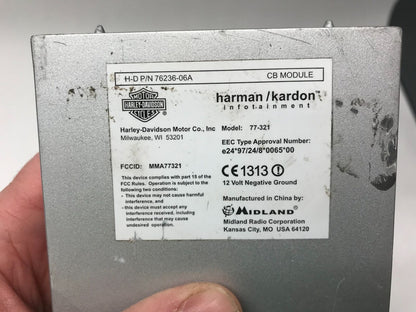 H-D P/N 76236-06A CB MODULE
MOTOR
HARLEY-DAVIDSON
CYCLES
harman/kardon
infotainment
Harley-Davidson Motor Co., Inc
Milwaukee, WI 53201
Model: 77-321
EEC Type Approval Number:
e24*97/24/8*0065*00
FCCID: MMA77321
This device complies with part 15 of the
FCC Rules. Operation is subject to the
following two conditions:
• This device may not cause harmful
interference, and
• this device must accept any
interference received, including
interference that may cause
undesired operation.
CE1313
12 Volt Negative Ground
Manufactured in China by:
MIDLAND
Midland Radio Corporation
Kansas City, MO USA 64120